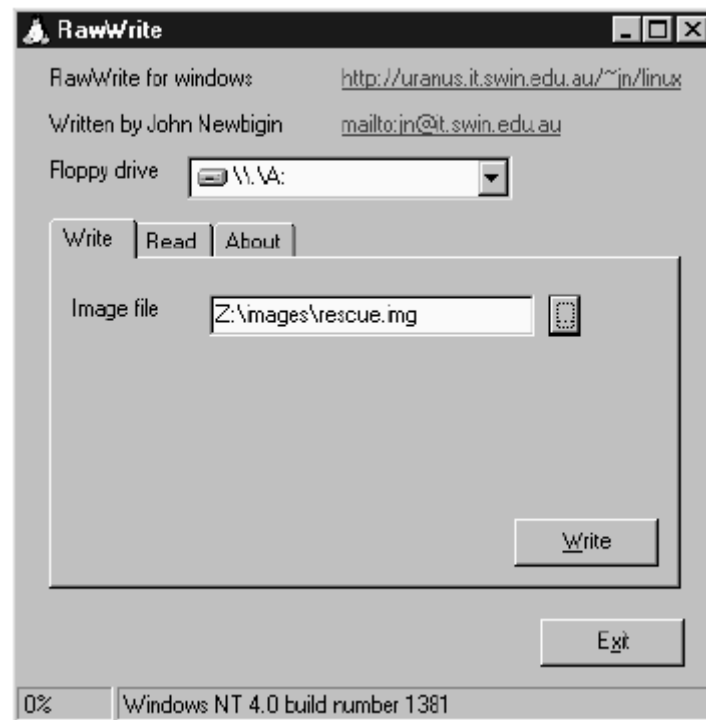 RawWrite
RawWrite for windows http://uranus.it.swin.edu.au/~jn/linux
Written by John Newbigin mailto:jn@it.swin.edu.au
Floppy drive \\.\A:
Write Read About
Image file Z:\images\rescue.img
Write
Exit
0% Windows NT 4.0 build number 1381